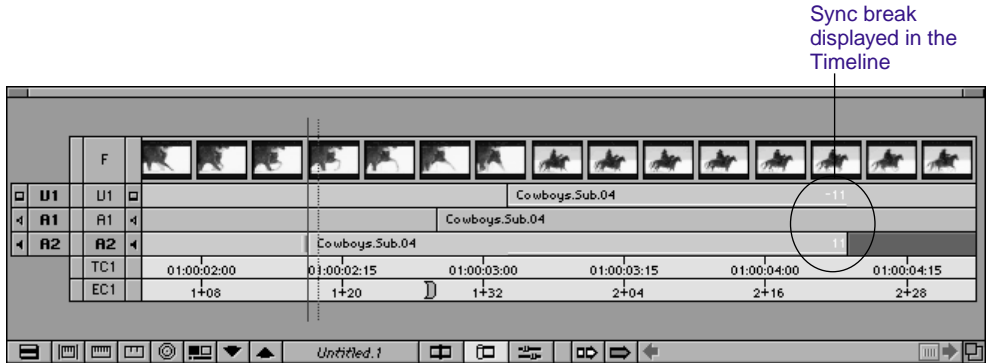 Sync break
displayed in the
Timeline
F
V1 V1 Cowboys.Sub.04 -11
A1 A1 Cowboys.Sub.04
A2 A2 Cowboys.Sub.04 11
TC1 01:00:02:00 01:00:02:15 01:00:03:00 01:00:03:15 01:00:04:00 01:00:04:15
EC1 1+08 1+20 1+32 2+04 2+16 2+28
Untitled.1